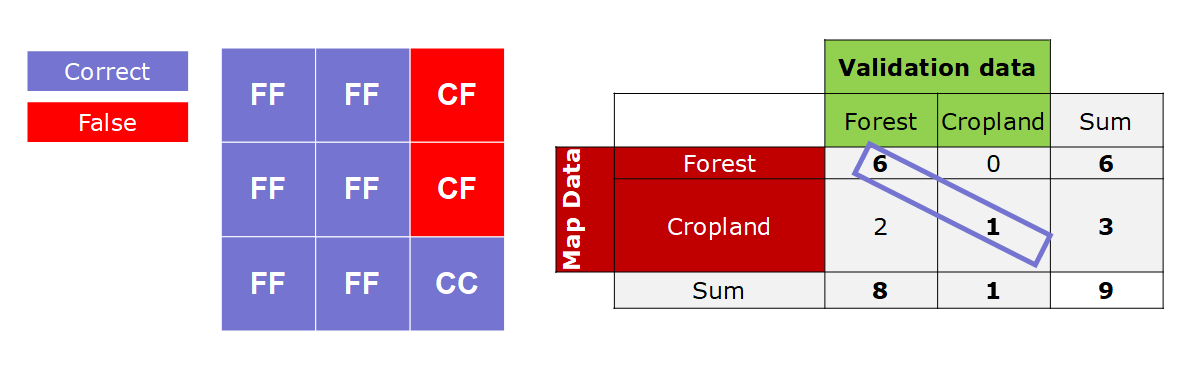 Correct
False
FF FF CF
FF FF CF
FF FF CC
Validation data
Forest Cropland Sum
Map Data
Forest 6 0 6
Cropland 2 1 3
Sum 8 1 9